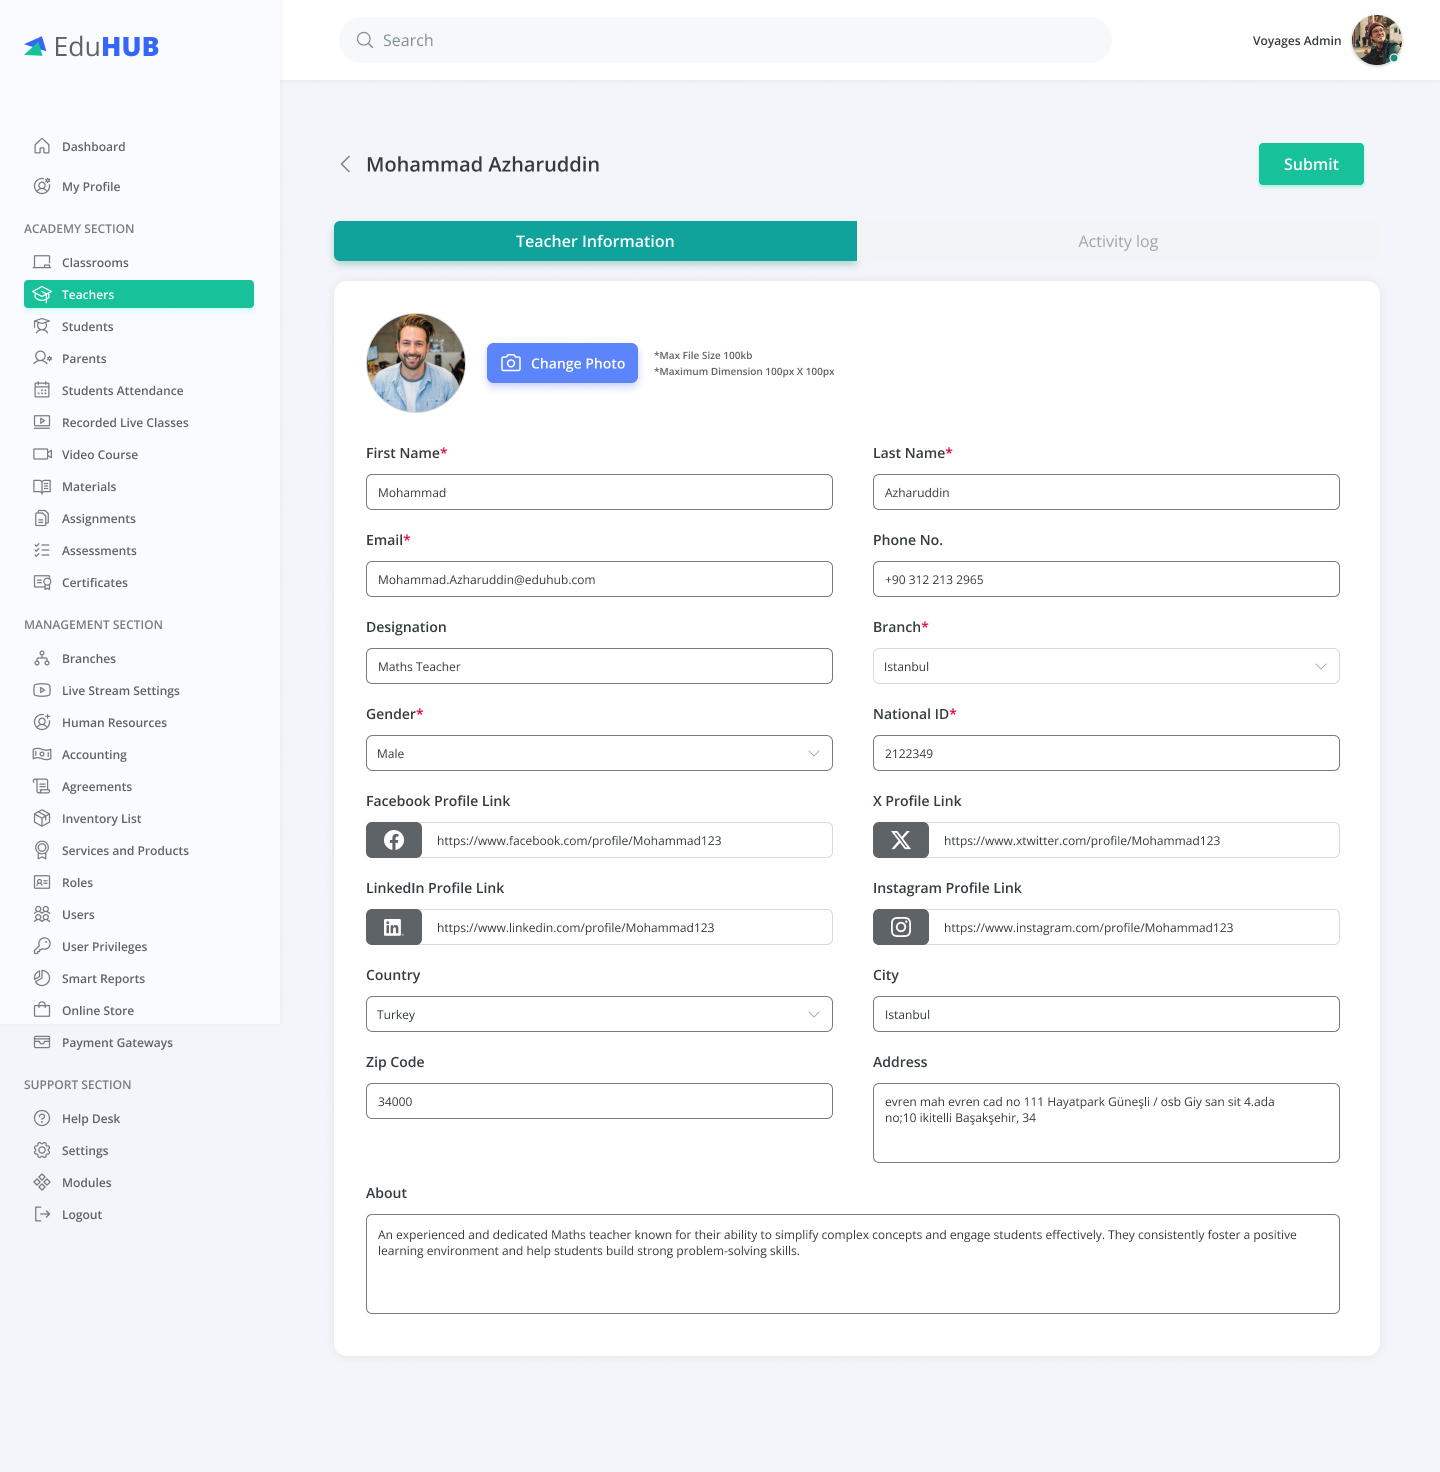 EduHUB
Search
Voyages Admin
Dashboard
My Profile
ACADEMY SECTION
Classrooms
Teachers
Students
Parents
Students Attendance
Recorded Live Classes
Video Course
Materials
Assignments
Assessments
Certificates
MANAGEMENT SECTION
Branches
Live Stream Settings
Human Resources
Accounting
Agreements
Inventory List
Services and Products
Roles
Users
User Privileges
Smart Reports
Online Store
Payment Gateways
SUPPORT SECTION
Help Desk
Settings
Modules
Logout
Mohammad Azharuddin
Submit
Teacher Information
Activity log
Change Photo
*Max File Size 100kb
*Maximum Dimension 100px X 100px
First Name*
Mohammad
Last Name*
Azharuddin
Email*
Mohammad.Azharuddin@eduhub.com
Phone No.
+90 312 213 2965
Designation
Maths Teacher
Branch*
Istanbul
Gender*
Male
National ID*
2122349
Facebook Profile Link
https://www.facebook.com/profile/Mohammad123
X Profile Link
https://www.xtwitter.com/profile/Mohammad123
LinkedIn Profile Link
https://www.linkedin.com/profile/Mohammad123
Instagram Profile Link
https://www.instagram.com/profile/Mohammad123
Country
Turkey
City
Istanbul
Zip Code
34000
Address
evren mah evren cad no 111 Hayatpark Güneşli / osb Giy san sit 4.ada
no;10 ikitelli Başakşehir, 34
About
An experienced and dedicated Maths teacher known for their ability to simplify complex concepts and engage students effectively. They consistently foster a positive
learning environment and help students build strong problem-solving skills.